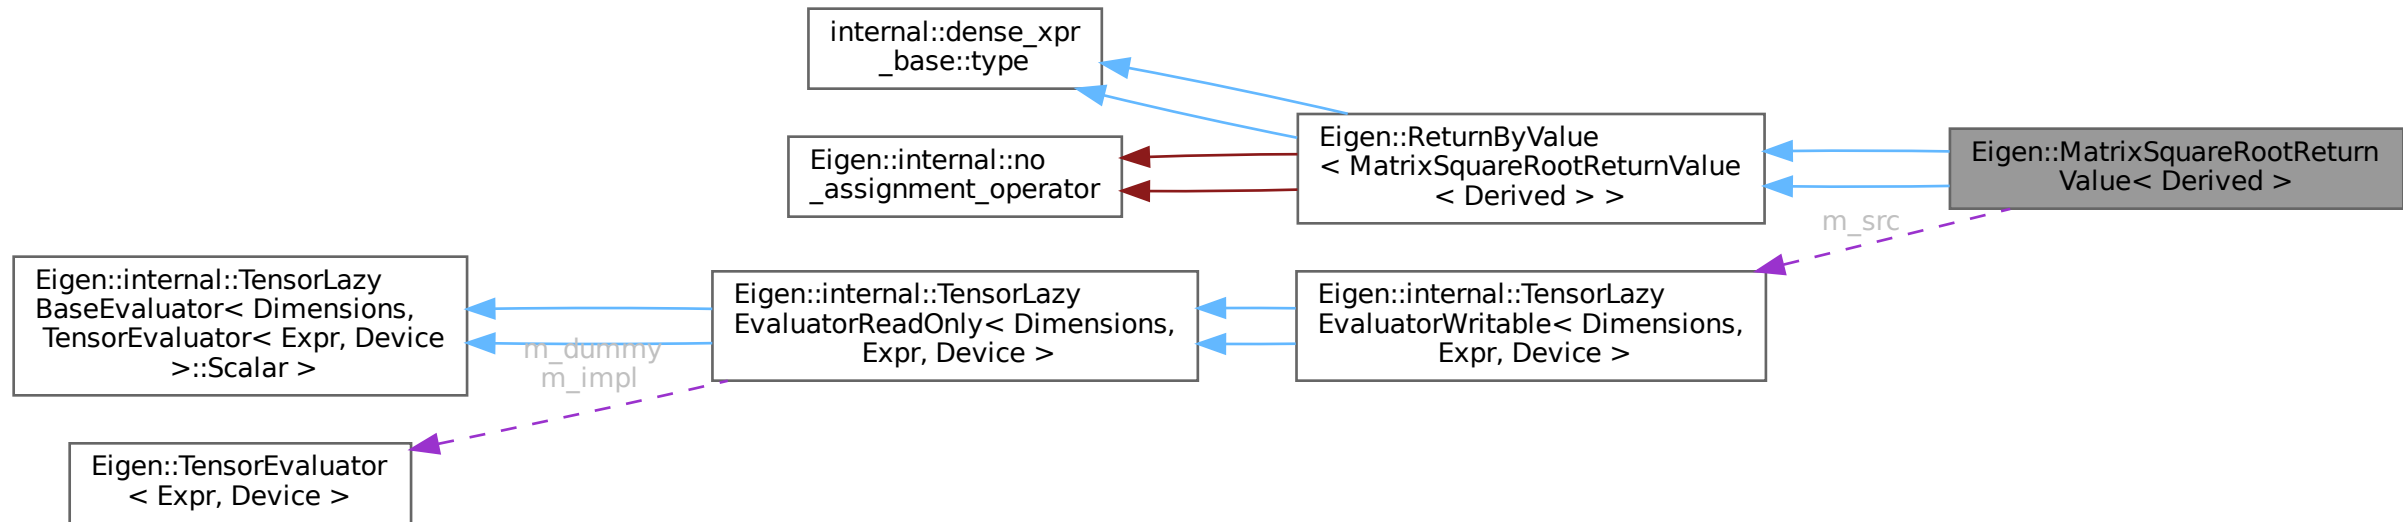 internal::dense_xpr
_base::type
Eigen::internal::no
_assignment_operator
Eigen::ReturnByValue
< MatrixSquareRootReturnValue
< Derived > >
Eigen::MatrixSquareRootReturn
Value< Derived >
m_src
Eigen::internal::TensorLazy
BaseEvaluator< Dimensions,
TensorEvaluator< Expr, Device
>::Scalar >
m_dummy
m_impl
Eigen::internal::TensorLazy
EvaluatorReadOnly< Dimensions,
Expr, Device >
Eigen::internal::TensorLazy
EvaluatorWritable< Dimensions,
Expr, Device >
Eigen::TensorEvaluator
< Expr, Device >